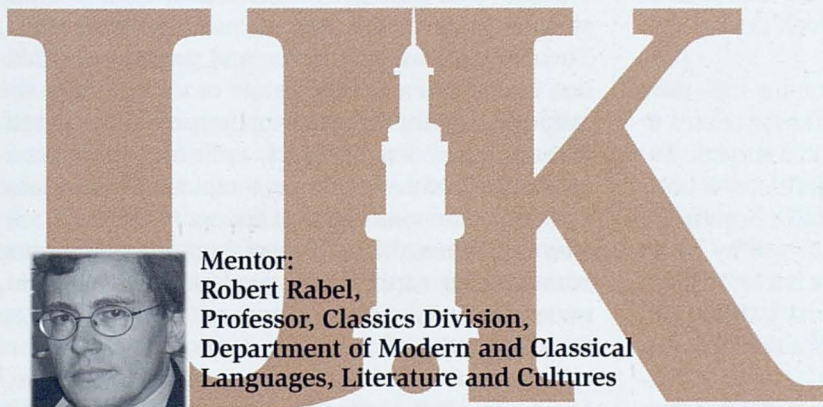 UK
Mentor:
Robert Rabel,
Professor, Classics Division,
Department of Modern and Classical
Languages, Literature and Cultures